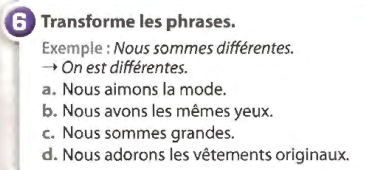 6 Transforme les phrases.
Exemple : Nous sommes différentes.
→ On est différentes.
a. Nous aimons la mode.
b. Nous avons les mêmes yeux.
c. Nous sommes grandes.
d. Nous adorons les vêtements originaux.